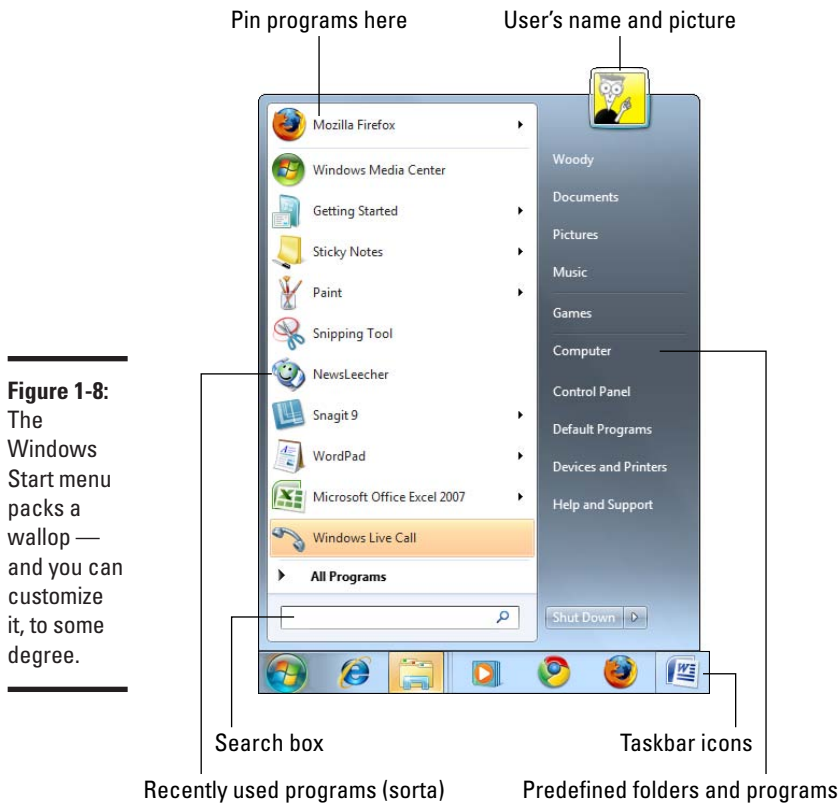 Pin programs here
User's name and picture
Mozilla Firefox
Windows Media Center
Getting Started
Sticky Notes
Paint
Snipping Tool
NewsLeecher
Snagit 9
WordPad
Microsoft Office Excel 2007
Windows Live Call
All Programs
Woody
Documents
Pictures
Music
Games
Computer
Control Panel
Default Programs
Devices and Printers
Help and Support
Shut Down
Figure 1-8:
The
Windows
Start menu
packs a
wallop —
and you can
customize
it, to some
degree.
Search box
Taskbar icons
Recently used programs (sorta)
Predefined folders and programs